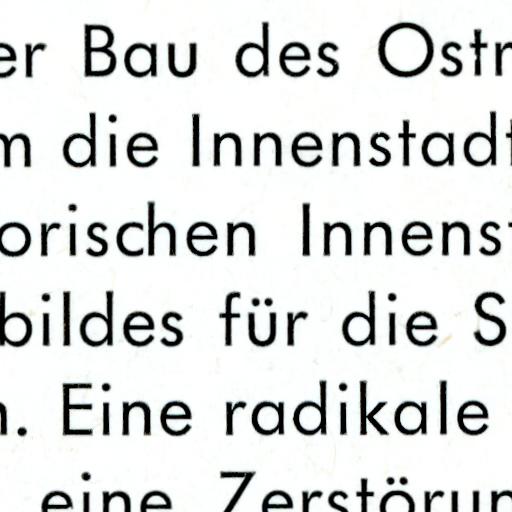 er Bau des Ostr
m die Innenstadt
orischen Innenst
bildes für die S
n. Eine radikale
eine Zerstörun